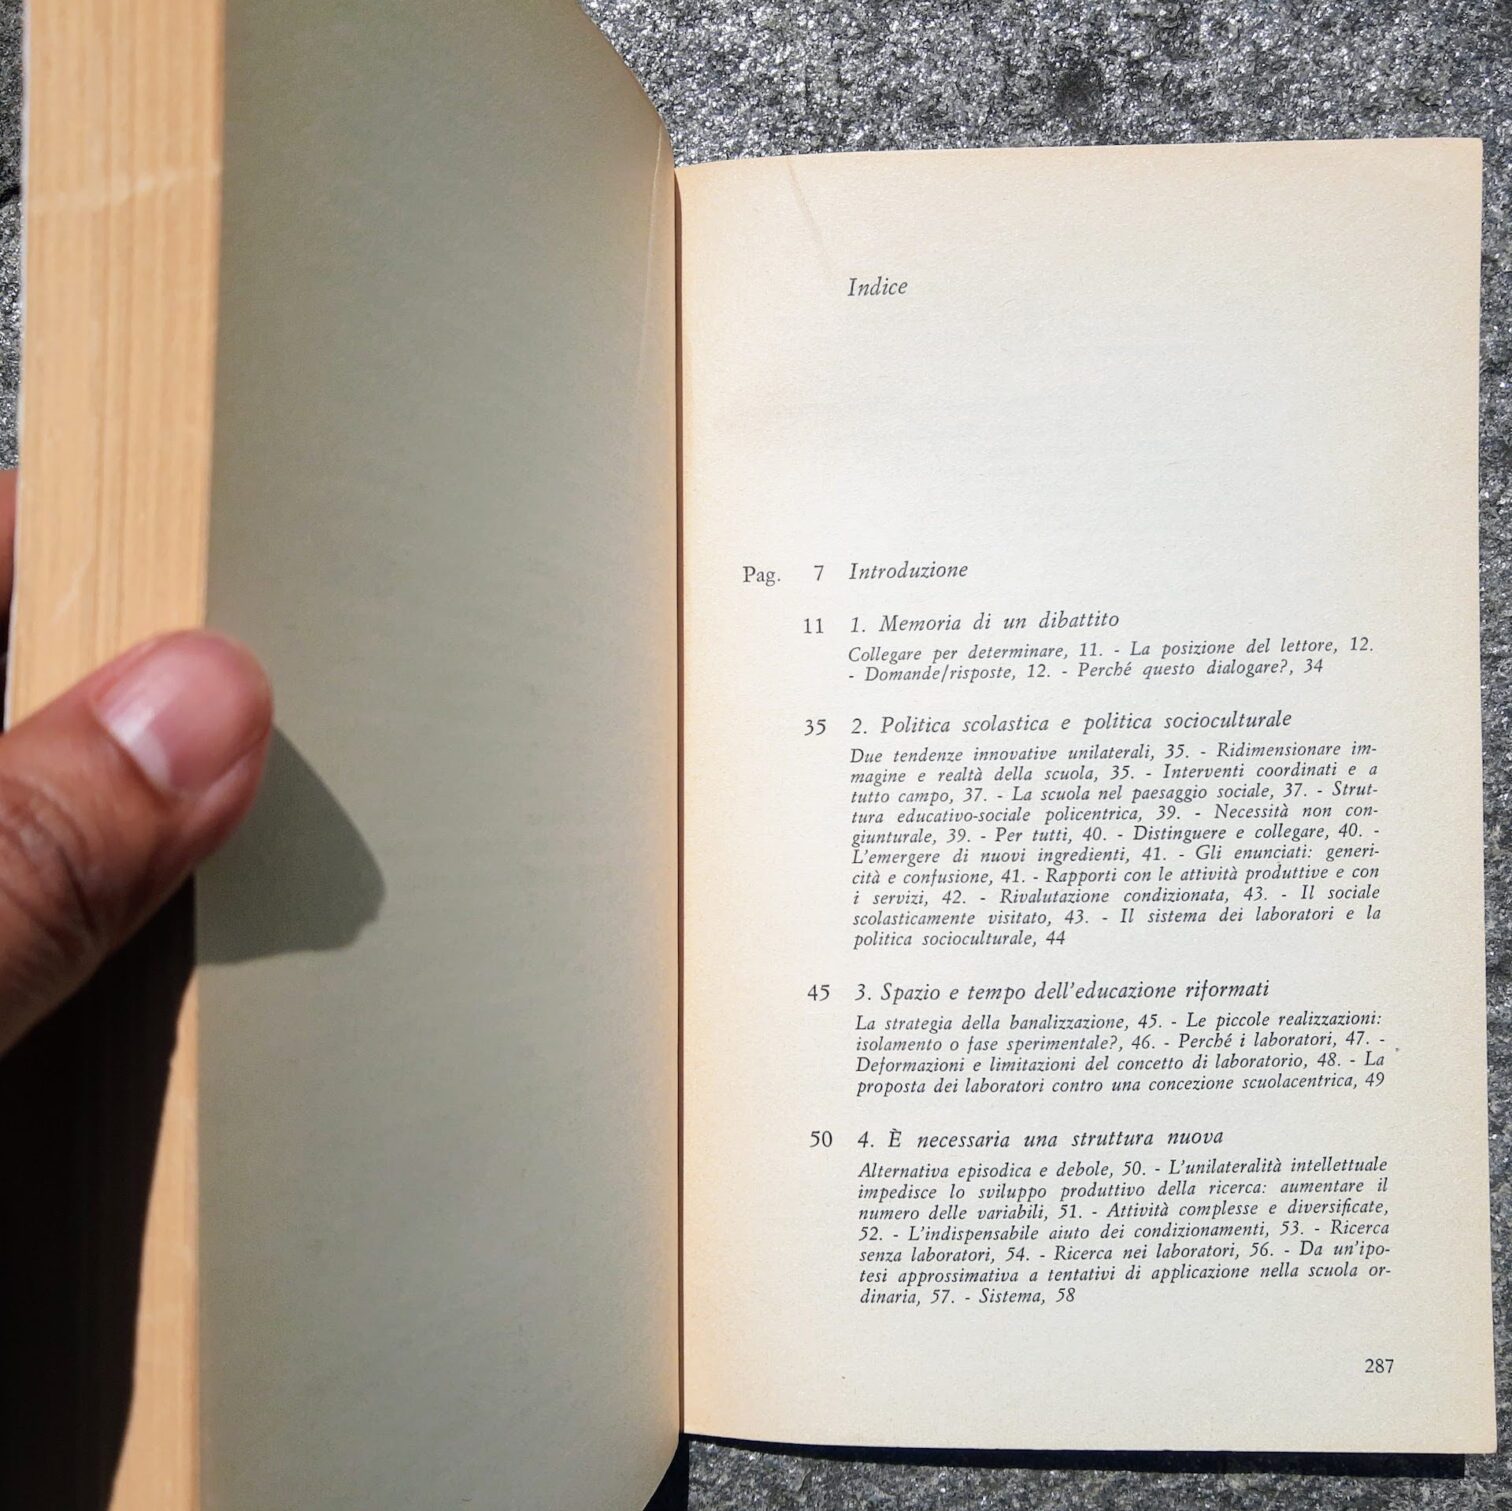 Indice
Pag. 7 Introduzione
11 1. Memoria di un dibattito
Collegare per determinare, 11. - La posizione del lettore, 12.
- Domande/risposte, 12. - Perché questo dialogare?, 34
35 2. Politica scolastica e politica socioculturale
Due tendenze innovative unilaterali, 35. - Ridimensionare im-
magine e realtà della scuola, 35. - Interventi coordinati e a
tutto campo, 37. - La scuola nel paesaggio sociale, 37. - Strut-
tura educativo-sociale policentrica, 39. - Necessità non con-
giunturale, 39. - Per tutti, 40. - Distinguere e collegare, 40. -
L'emergere di nuovi ingredienti, 41. - Gli enunciati: generi-
cità e confusione, 41. - Rapporti con le attività produttive e con
i servizi, 42. - Rivalutazione condizionata, 43. - Il sociale
scolasticamente visitato, 43. - Il sistema dei laboratori e la
politica socioculturale, 44
45 3. Spazio e tempo dell'educazione riformati
La strategia della banalizzazione, 45. - Le piccole realizzazioni:
isolamento o fase sperimentale?, 46. - Perché i laboratori, 47. -
Deformazioni e limitazioni del concetto di laboratorio, 48. - La
proposta dei laboratori contro una concezione scuolacentrica, 49
50 4. È necessaria una struttura nuova
Alternativa episodica e debole, 50. - L'unilateralità intellettuale
impedisce lo sviluppo produttivo della ricerca: aumentare il
numero delle variabili, 51. - Attività complesse e diversificate,
52. - L'indispensabile aiuto dei condizionamenti, 53. - Ricerca
senza laboratori, 54. - Ricerca nei laboratori, 56. - Da un'ipo-
tesi approssimativa a tentativi di applicazione nella scuola or-
dinaria, 57. - Sistema, 58
287